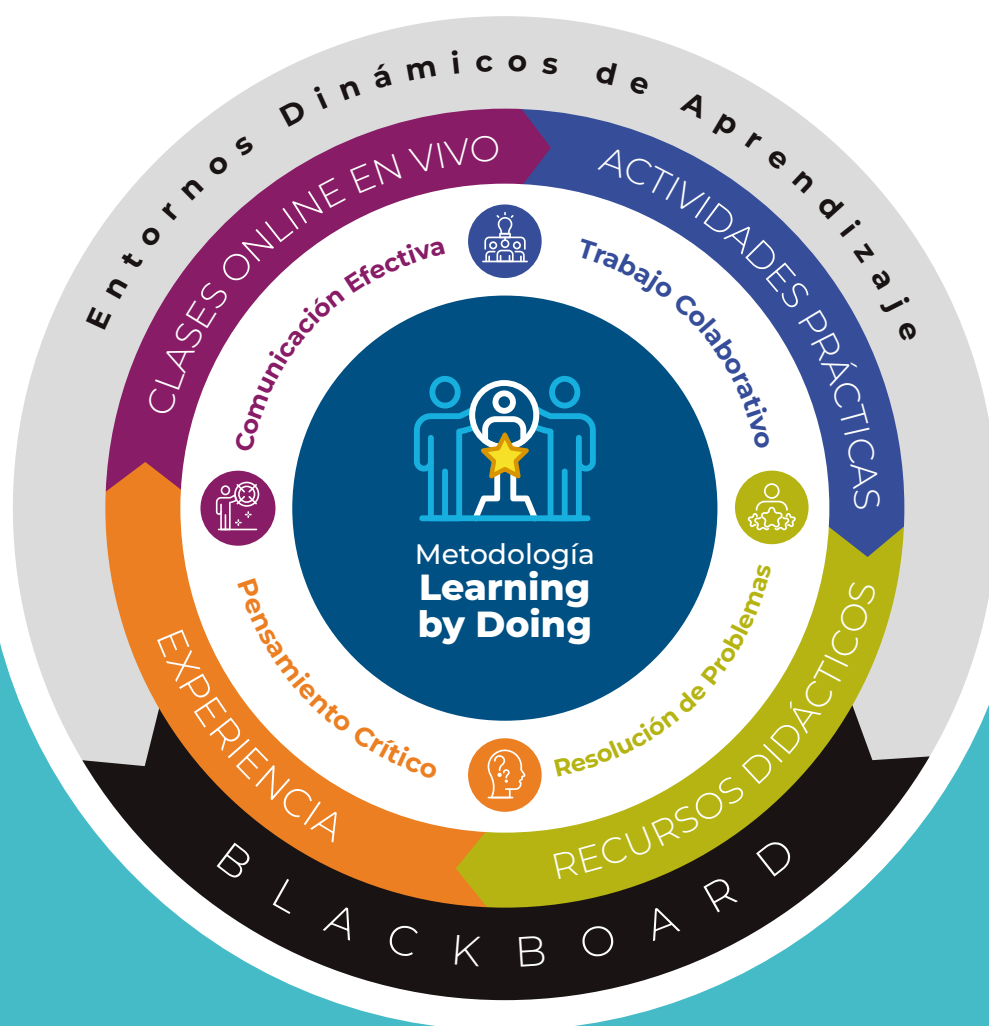 Entornos Dinámicos de Aprendizaje
CLASES ONLINE EN VIVO
ACTIVIDADES PRÁCTICAS
RECURSOS DIDÁCTICOS
EXPERIENCIA
Comunicación Efectiva
Trabajo Colaborativo
Resolución de Problemas
Pensamiento Crítico
Metodología
Learning
by Doing
BLACKBOARD